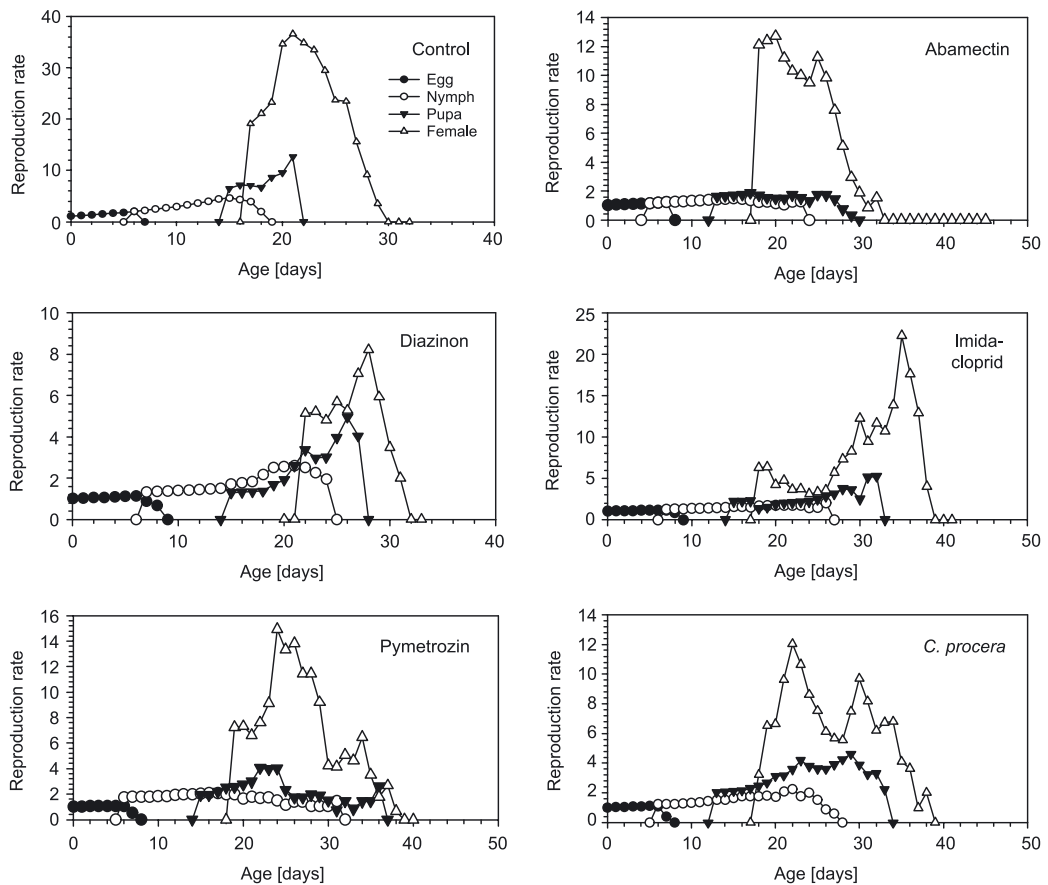 Control
Egg
Nymph
Pupa
Female
Reproduction rate
40
30
20
10
0
0 10 20 30 40
Age [days]
Abamectin
Reproduction rate
14
12
10
8
6
4
2
0
0 10 20 30 40 50
Age [days]
Diazinon
Reproduction rate
10
8
6
4
2
0
0 10 20 30 40
Age [days]
Imida-
cloprid
Reproduction rate
25
20
15
10
5
0
0 10 20 30 40 50
Age [days]
Pymetrozin
Reproduction rate
16
14
12
10
8
6
4
2
0
0 10 20 30 40 50
Age [days]
C. procera
Reproduction rate
14
12
10
8
6
4
2
0
0 10 20 30 40 50
Age [days]